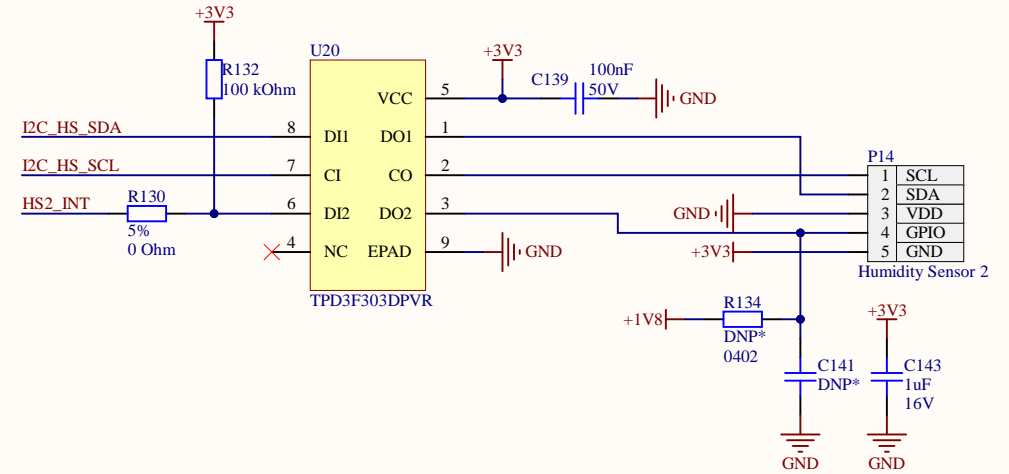 +3V3
R132
100 kOhm
U20
+3V3
C139
100nF
50V
GND
VCC
5
I2C_HS_SDA
8
DI1
DO1
1
I2C_HS_SCL
7
CI
CO
2
HS2_INT
R130
5%
0 Ohm
6
DI2
DO2
3
4
NC
EPAD
9
GND
TPD3F303DPVR
P14
1
SCL
2
SDA
GND
3
VDD
4
GPIO
+3V3
5
GND
Humidity Sensor 2
+1V8
R134
DNP*
0402
C141
DNP*
GND
+3V3
C143
1uF
16V
GND